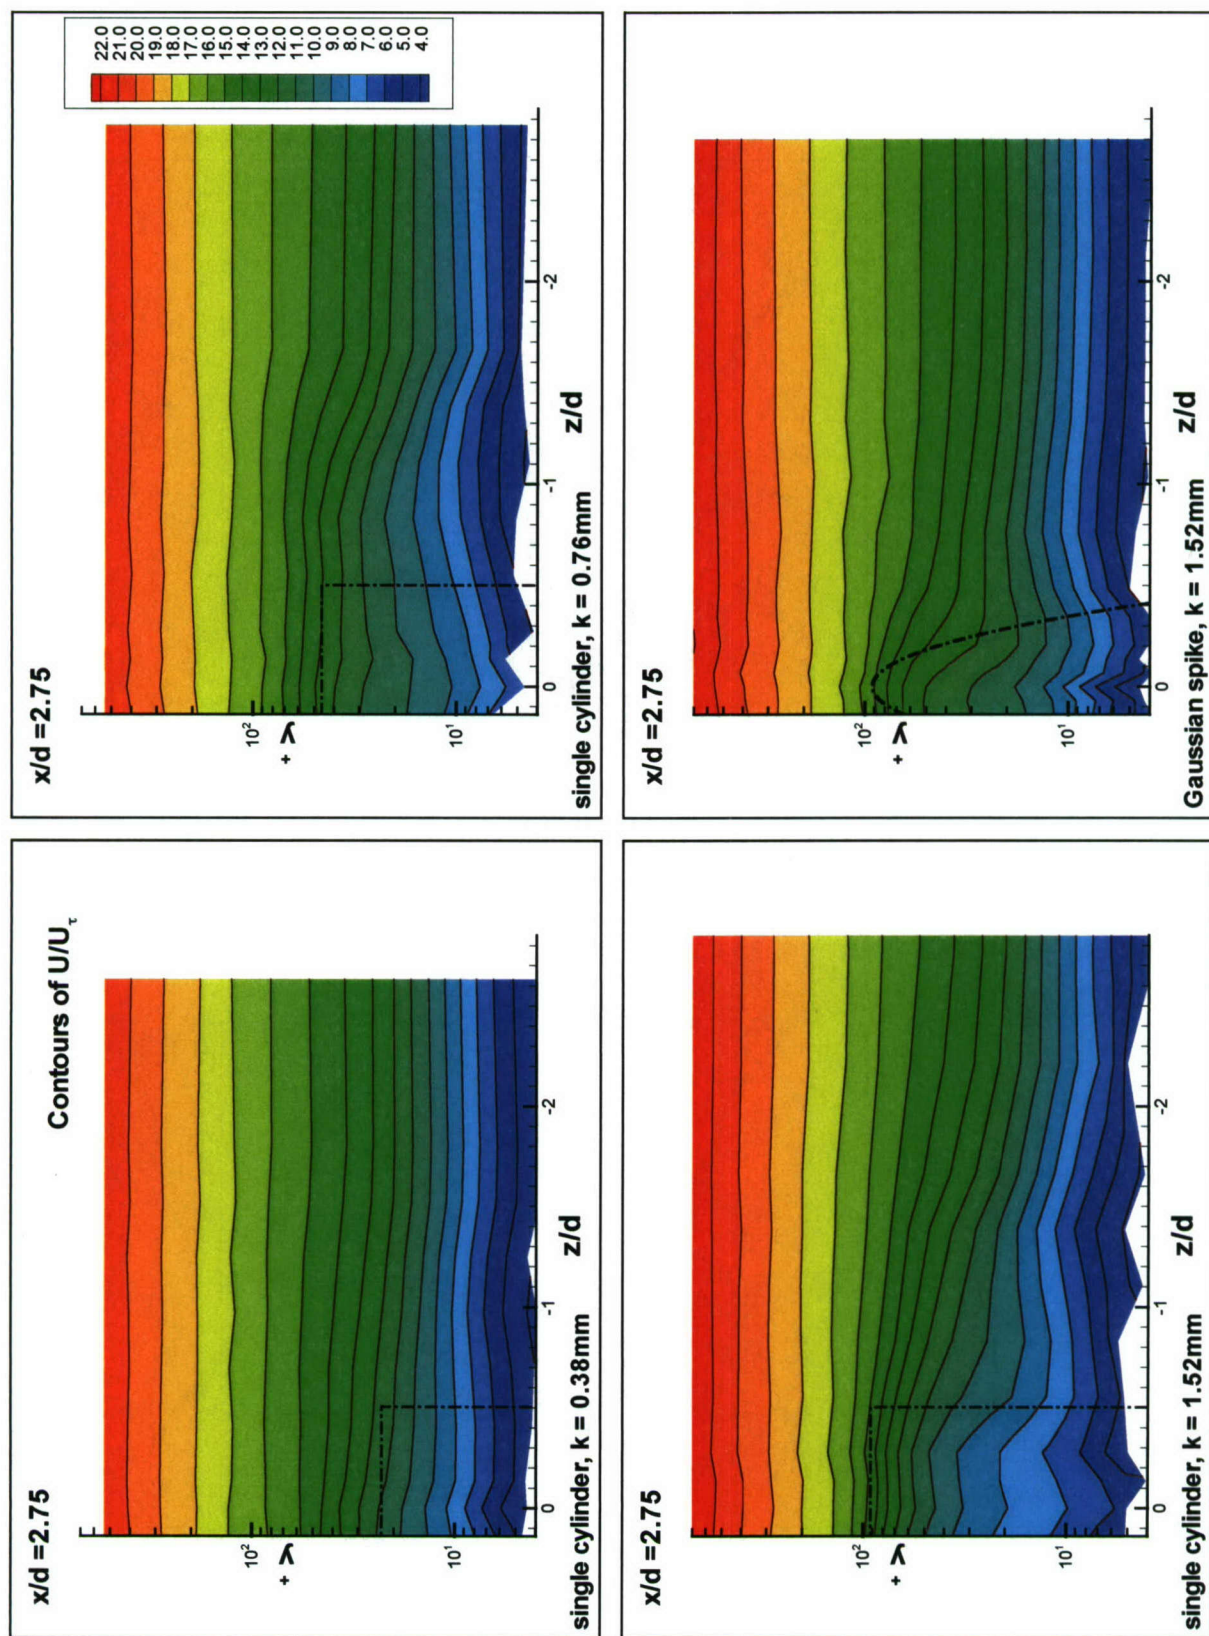 Contours of U/Uτ
x/d =2.75
10²
y+
10¹
0
-1
-2
z/d
single cylinder, k = 0.38mm
x/d =2.75
22.0
21.0
20.0
19.0
18.0
17.0
16.0
15.0
14.0
13.0
12.0
11.0
10.0
9.0
8.0
7.0
6.0
5.0
4.0
10²
y+
10¹
0
-1
-2
z/d
single cylinder, k = 0.76mm
x/d =2.75
10²
y+
10¹
0
-1
-2
z/d
single cylinder, k = 1.52mm
x/d =2.75
10²
y+
10¹
0
-1
-2
z/d
Gaussian spike, k = 1.52mm